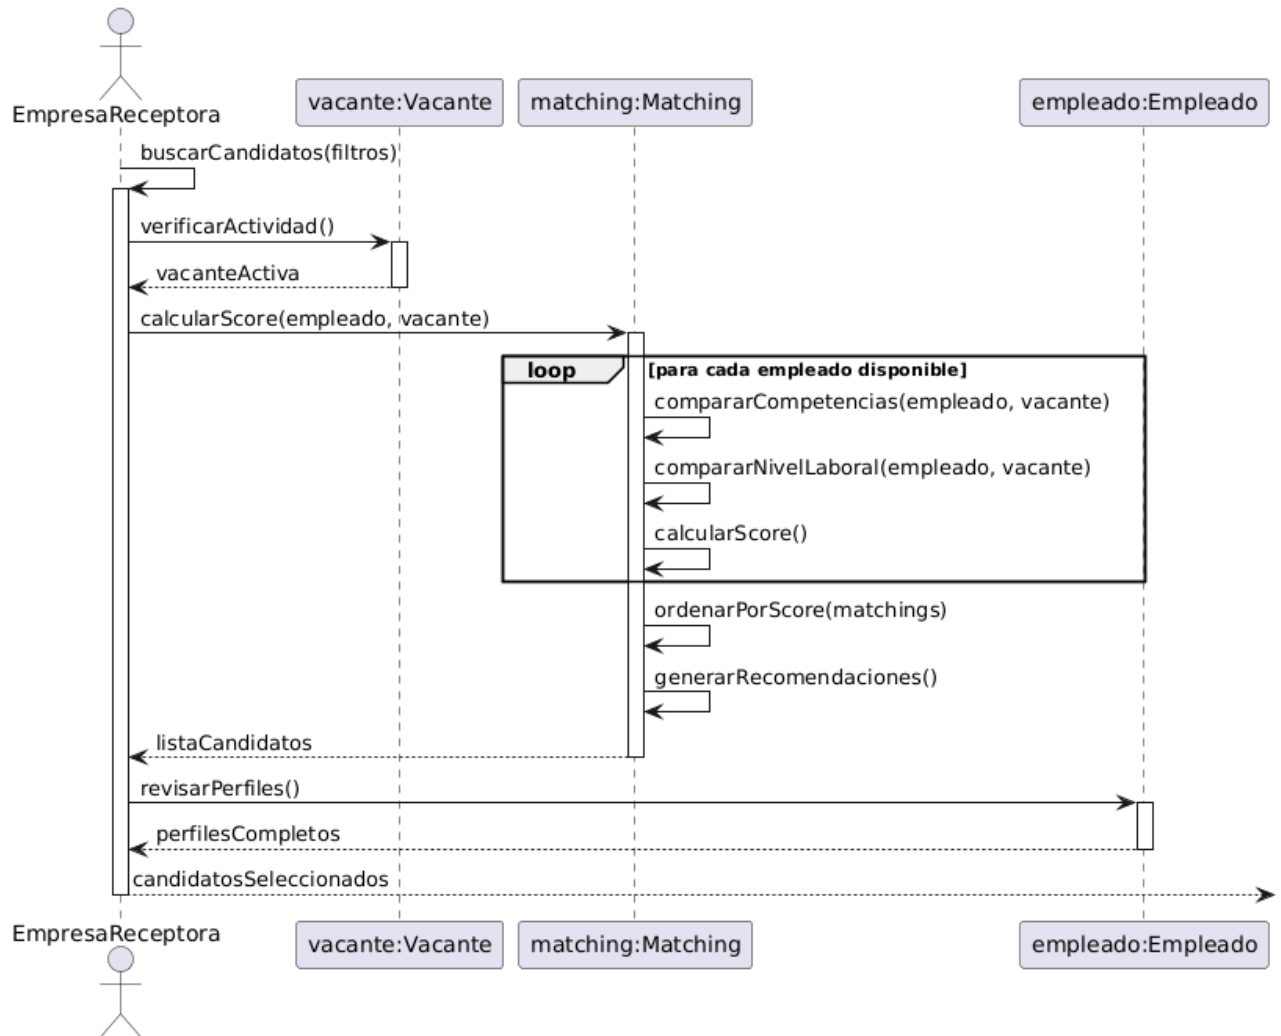 EmpresaReceptora
vacante:Vacante
matching:Matching
empleado:Empleado
buscarCandidatos(filtros)
verificarActividad()
vacanteActiva
calcularScore(empleado, vacante)
loop
[para cada empleado disponible]
compararCompetencias(empleado, vacante)
compararNivelLaboral(empleado, vacante)
calcularScore()
ordenarPorScore(matchings)
generarRecomendaciones()
listaCandidatos
revisarPerfiles()
perfilesCompletos
candidatosSeleccionados
EmpresaReceptora
vacante:Vacante
matching:Matching
empleado:Empleado